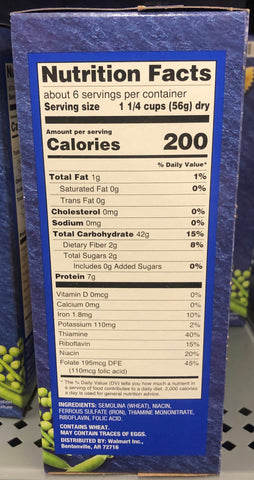 Nutrition Facts
about 6 servings per container
Serving size 1 1/4 cups (56g) dry
Amount per serving
Calories 200
% Daily Value*
Total Fat 1g 1%
Saturated Fat 0g 0%
Trans Fat 0g
Cholesterol 0mg 0%
Sodium 0mg 0%
Total Carbohydrate 42g 15%
Dietary Fiber 2g 8%
Total Sugars 2g
Includes 0g Added Sugars 0%
Protein 7g
Vitamin D 0mcg 0%
Calcium 0mg 0%
Iron 1.8mg 10%
Potassium 110mg 2%
Thiamine 40%
Riboflavin 15%
Niacin 20%
Folate 195mcg DFE 45%
(110mcg folic acid)
* The % Daily Value (DV) tells you how much a nutrient in
a serving of food contributes to a daily diet. 2,000 calories
a day is used for general nutrition advice.
INGREDIENTS: SEMOLINA (WHEAT), NIACIN,
FERROUS SULFATE (IRON), THIAMINE MONONITRATE,
RIBOFLAVIN, FOLIC ACID.
CONTAINS WHEAT.
MAY CONTAIN TRACES OF EGGS.
DISTRIBUTED BY: Walmart Inc.,
Bentonville, AR 72716